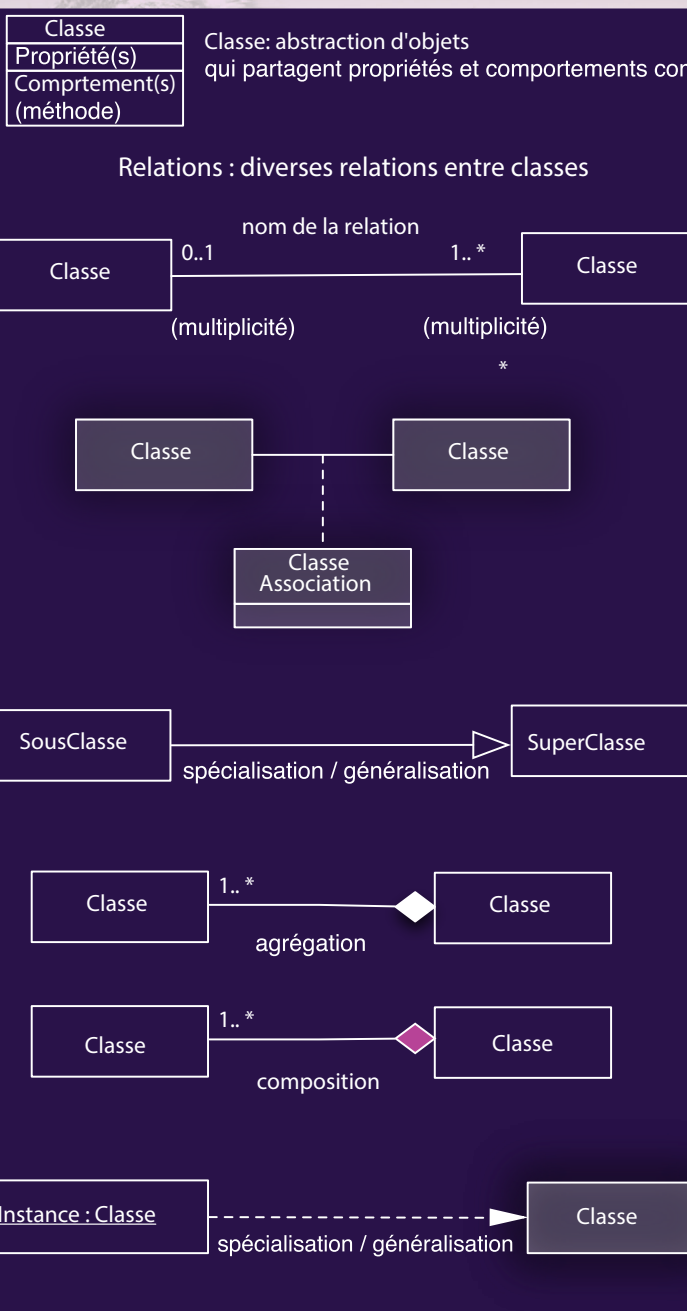 Classe
Propriété(s)
Comprtement(s)
(méthode)
Classe: abstraction d'objets
qui partagent propriétés et comportements
Relations : diverses relations entre classes
nom de la relation
Classe
0..1
1.. *
Classe
(multiplicité)
(multiplicité)
*
Classe
Classe
Classe
Association
SousClasse
SuperClasse
spécialisation / généralisation
Classe
1.. *
Classe
agrégation
Classe
1.. *
Classe
composition
Instance : Classe
Classe
spécialisation / généralisation